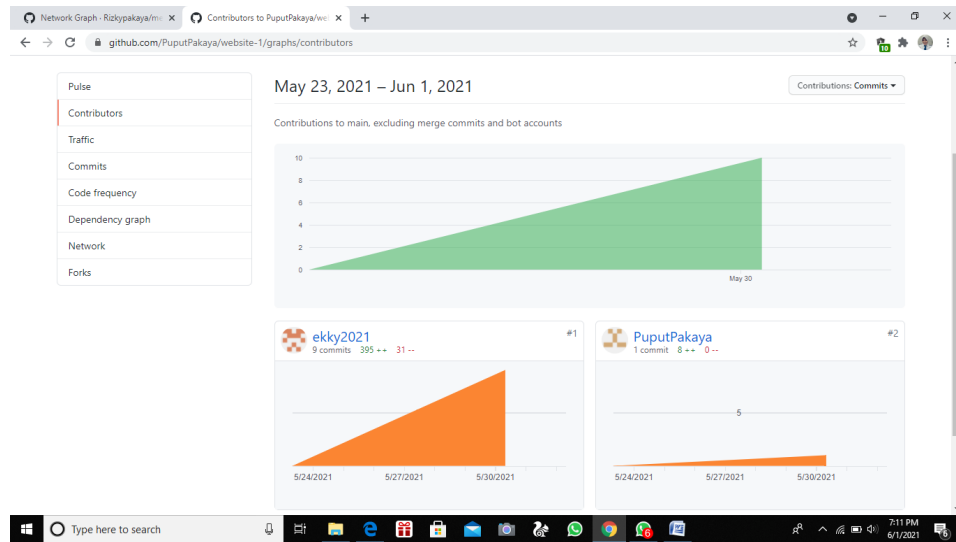 Network Graph · Rizkypakaya/me
Contributors to PuputPakaya/wel
github.com/PuputPakaya/website-1/graphs/contributors
10
Pulse
Contributors
Traffic
Commits
Code frequency
Dependency graph
Network
Forks
May 23, 2021 – Jun 1, 2021
Contributions: Commits
Contributions to main, excluding merge commits and bot accounts
10
8
6
4
2
0
May 30
ekky2021
#1
9 commits 395 ++ 31 --
5/24/2021 5/27/2021 5/30/2021
PuputPakaya
#2
1 commit 8 ++ 0 --
5
5/24/2021 5/27/2021 5/30/2021
Type here to search
6
7:11 PM
6/1/2021
6